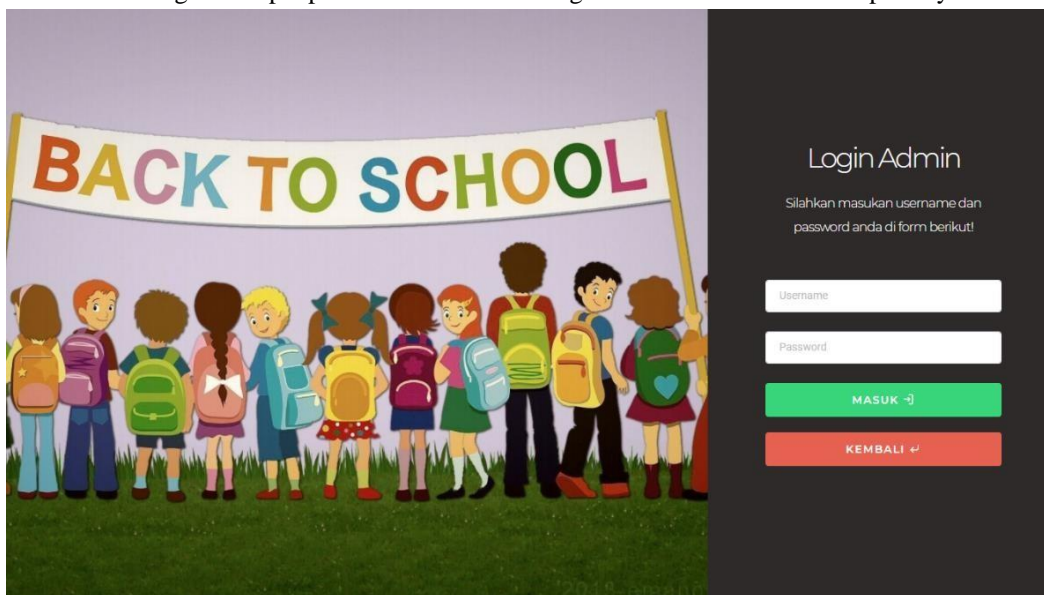 BACK TO SCHOOL
Login Admin
Silahkan masukan username dan
password anda di form berikut!
Username
Password
MASUK
KEMBALI